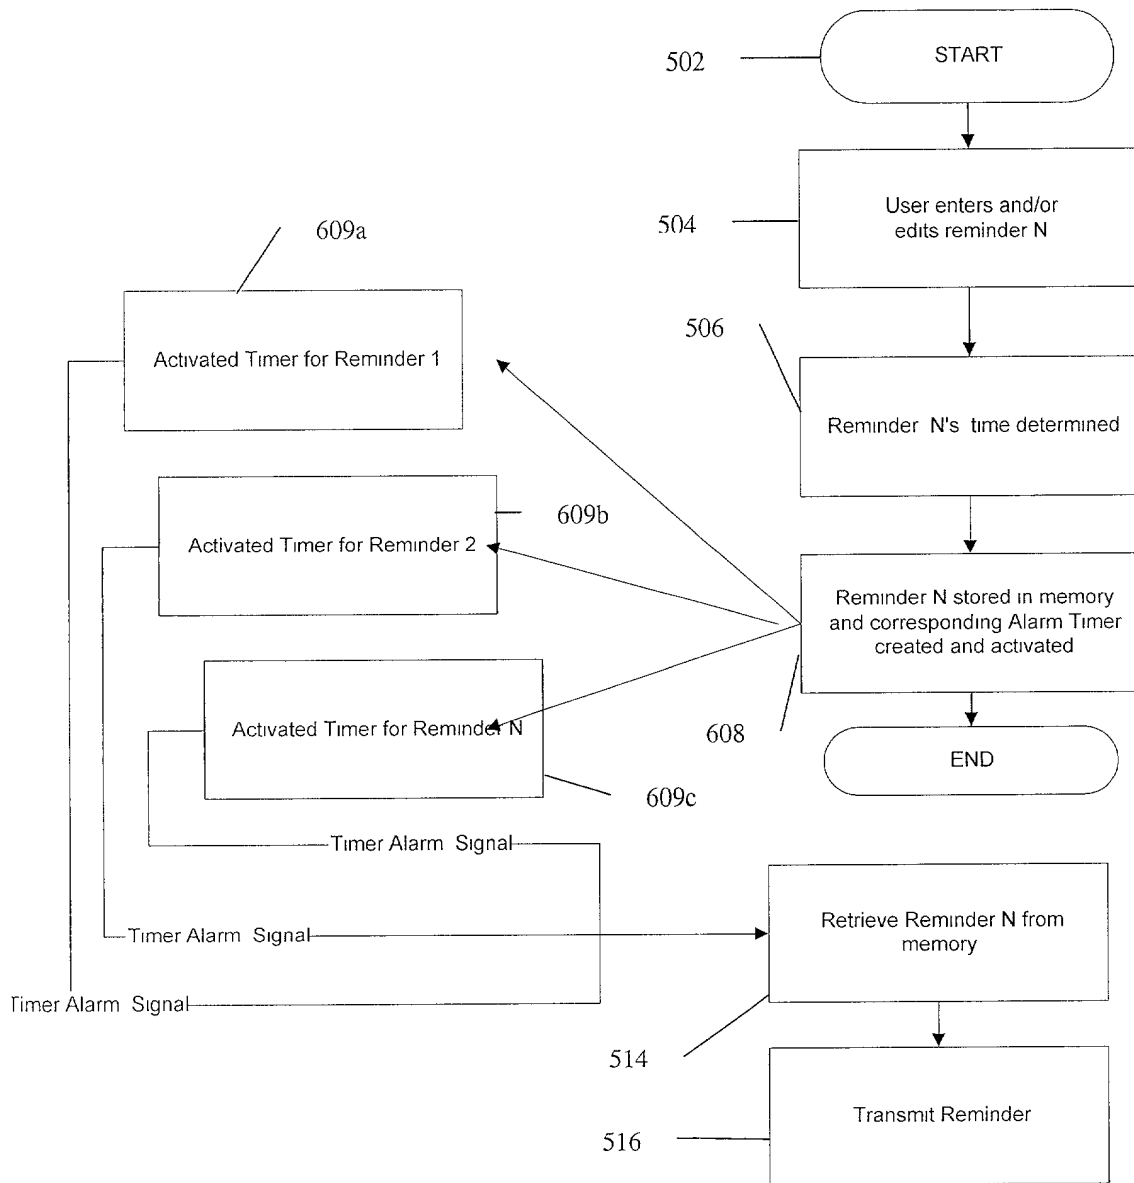 502
START
504
User enters and/or
edits reminder N
609a
506
Activated Timer for Reminder 1
Reminder N's time determined
609b
Activated Timer for Reminder 2
Reminder N stored in memory
and corresponding Alarm Timer
created and activated
Activated Timer for Reminder N
608
END
609c
Timer Alarm Signal
Retrieve Reminder N from
memory
Timer Alarm Signal
Timer Alarm Signal
514
Transmit Reminder
516